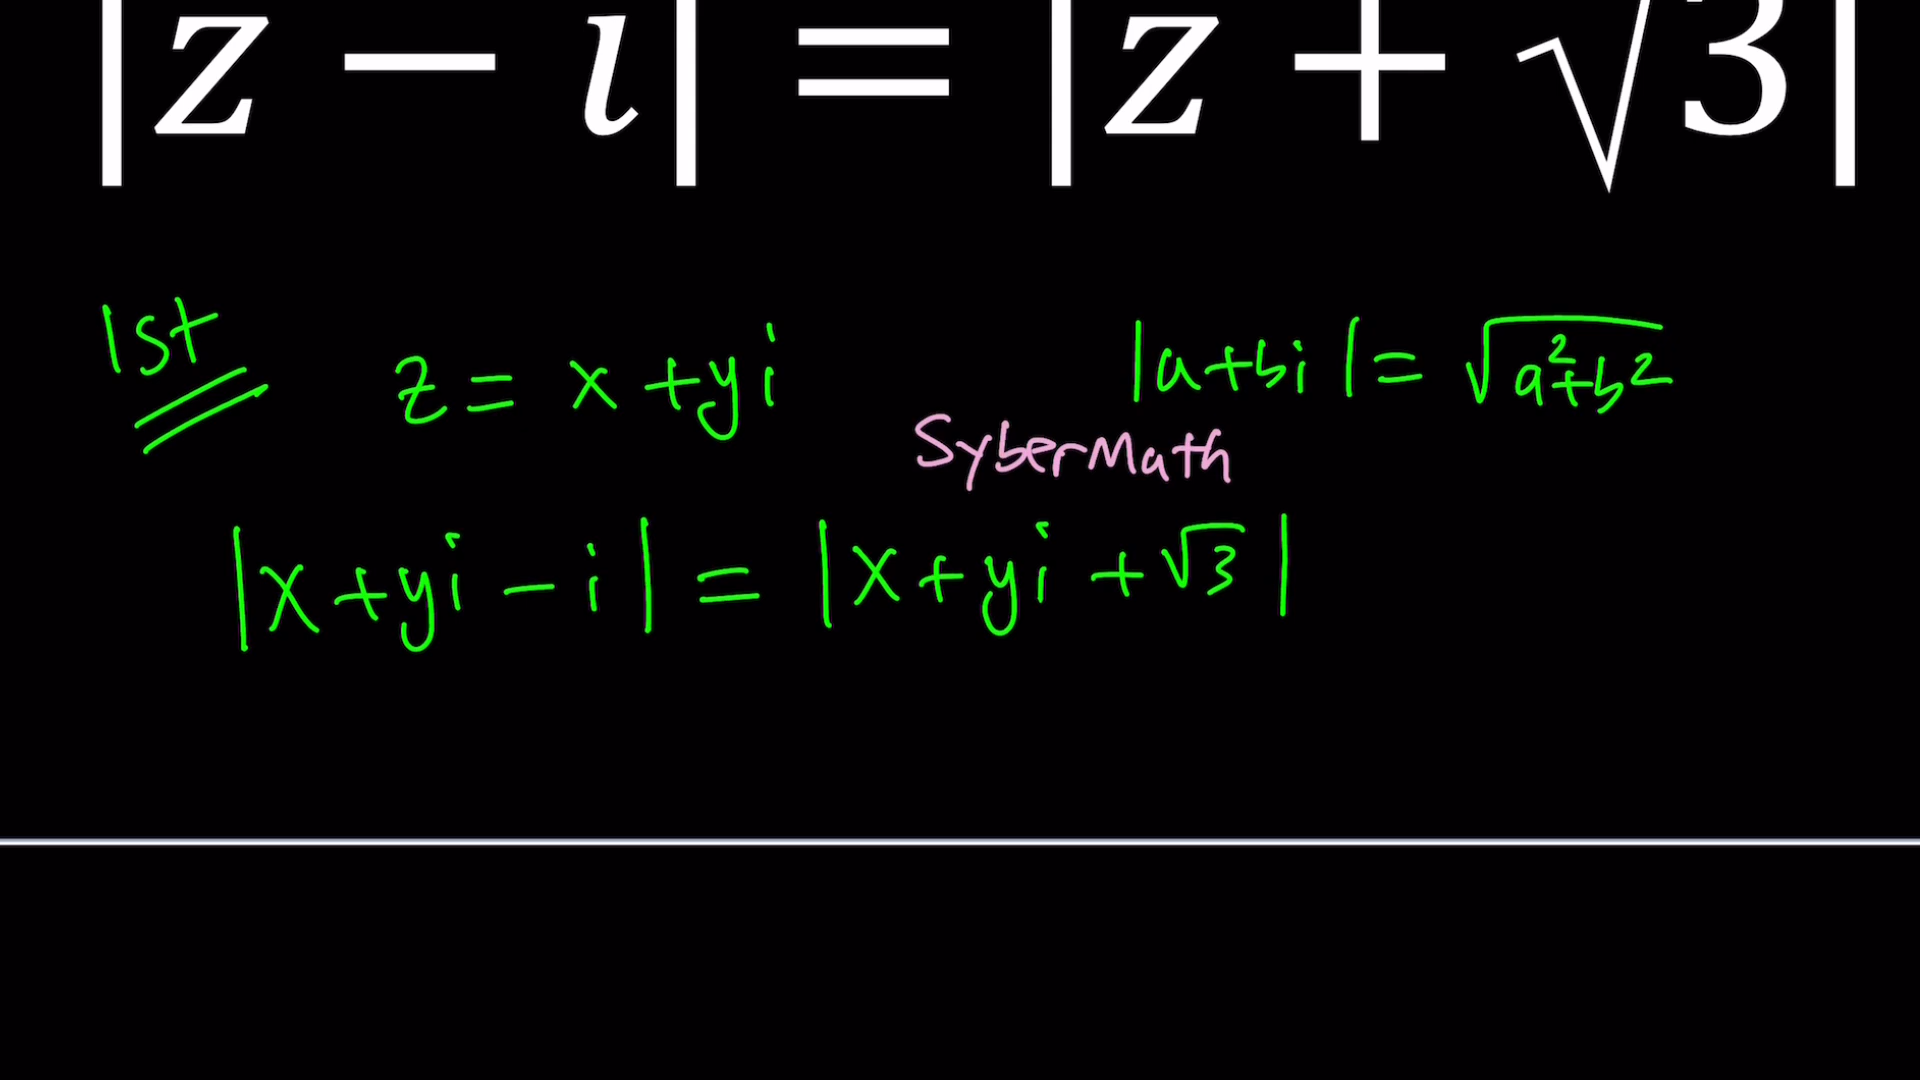 |z − i| = |z + √3|
1st
z = x + yi
|a+bi| = √a²+b²
SyberMath
|x+yi − i| = |x+yi + √3|